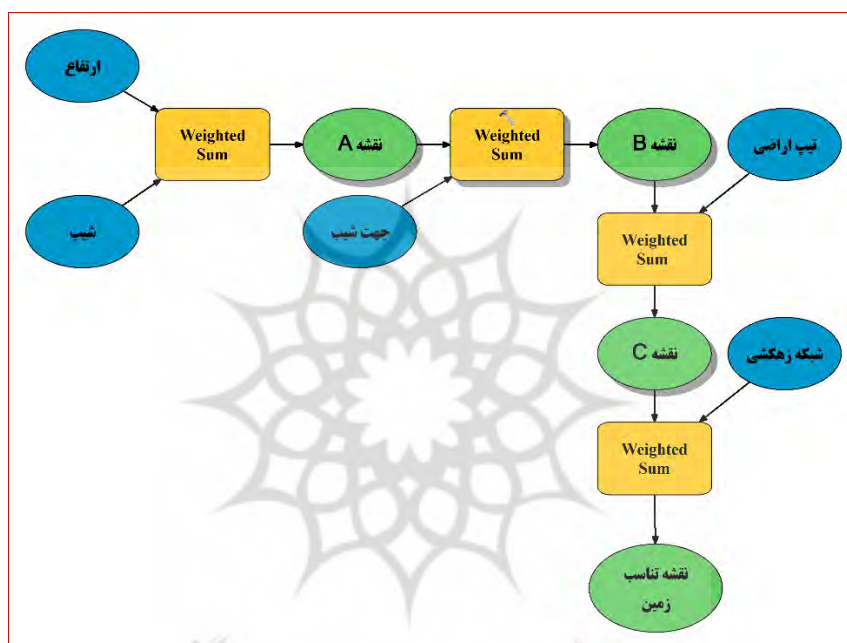 ارتفاع
Weighted
Sum
نقشه A
Weighted
Sum
نقشه B
تیپ اراضی
شیب
جهت شیب
Weighted
Sum
نقشه C
شبکه زهکشی
Weighted
Sum
نقشه تناسب
زمین